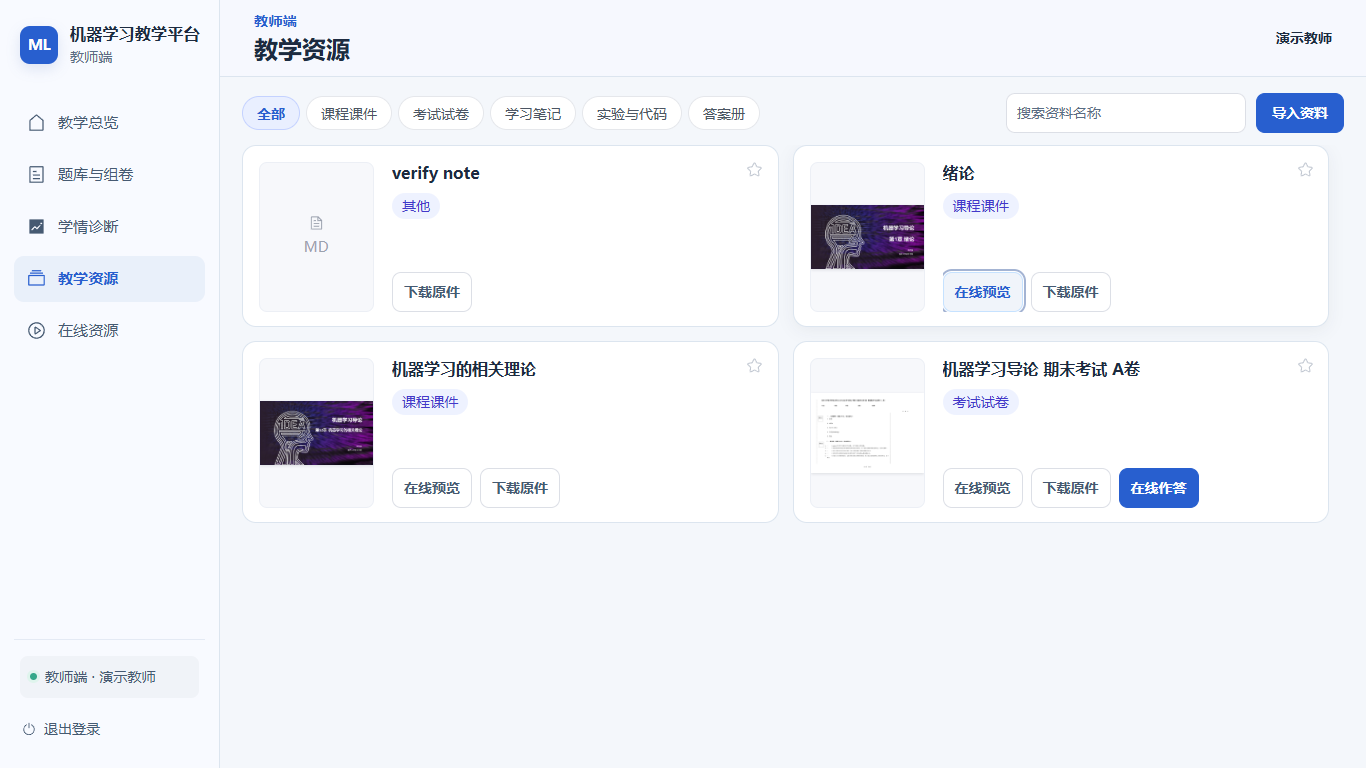 ML
机器学习教学平台
教师端
教学总览
题库与组卷
学情诊断
教学资源
在线资源
教师端 · 演示教师
退出登录
教师端
教学资源
演示教师
全部
课程课件
考试试卷
学习笔记
实验与代码
答案册
搜索资料名称
导入资料
verify note
其他
MD
下载原件
绪论
课程课件
机器学习导论
第1章 绪论
在线预览
下载原件
机器学习的相关理论
课程课件
机器学习导论
在线预览
下载原件
机器学习导论 期末考试 A卷
考试试卷
在线预览
下载原件
在线作答